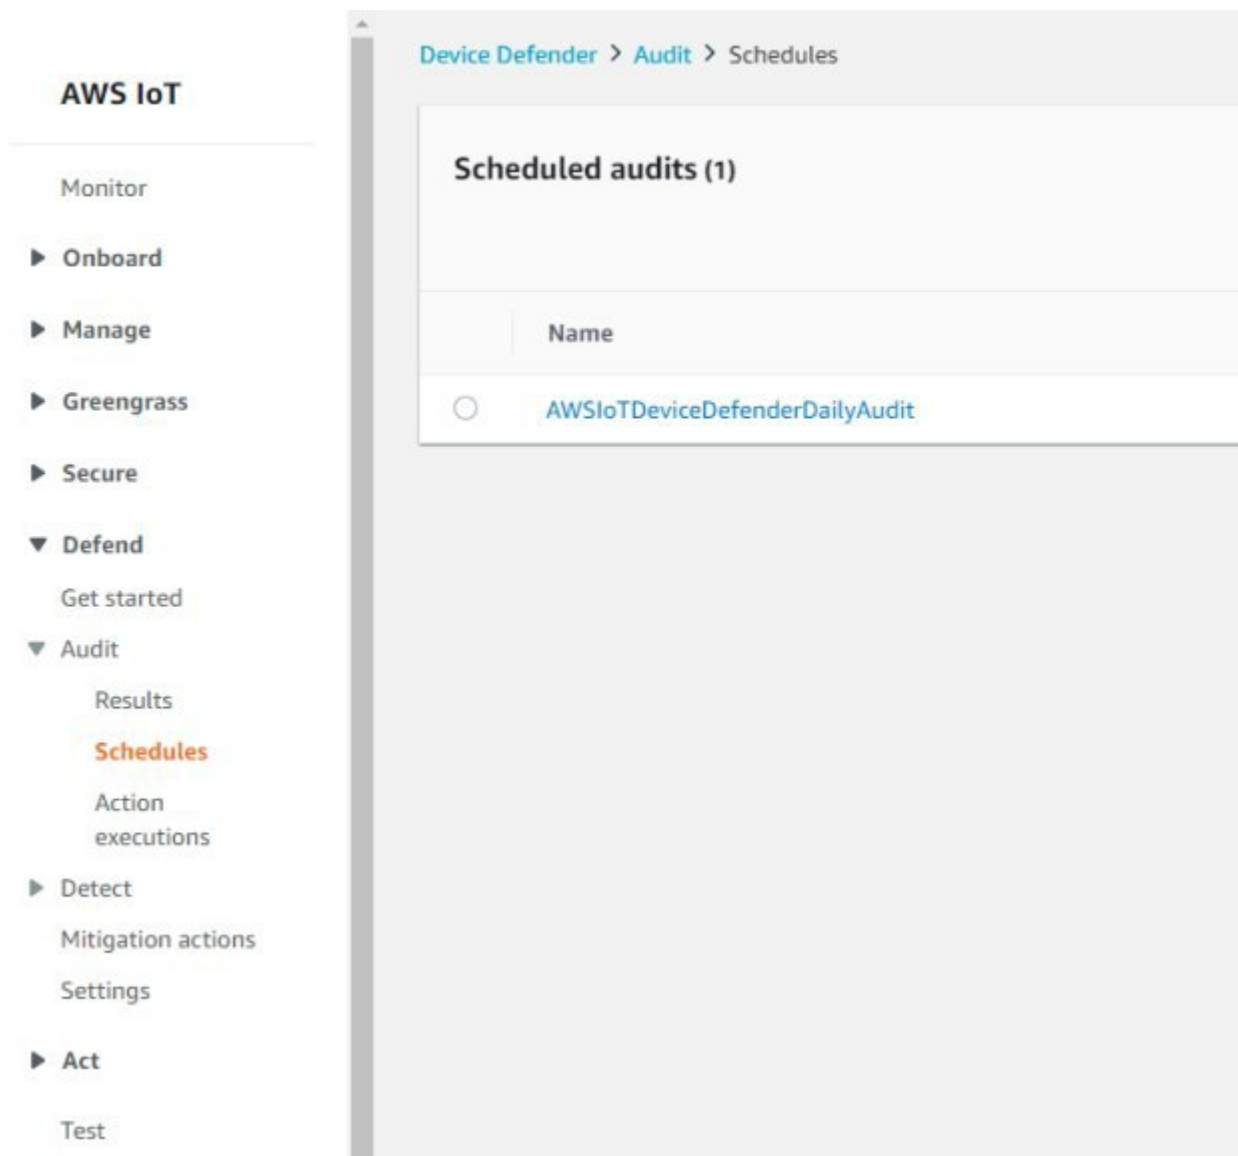 AWS IoT
Monitor
Onboard
Manage
Greengrass
Secure
Defend
Get started
Audit
Results
Schedules
Action
executions
Detect
Mitigation actions
Settings
Act
Test
Device Defender > Audit > Schedules
Scheduled audits (1)
Name
AWSIoTDeviceDefenderDailyAudit